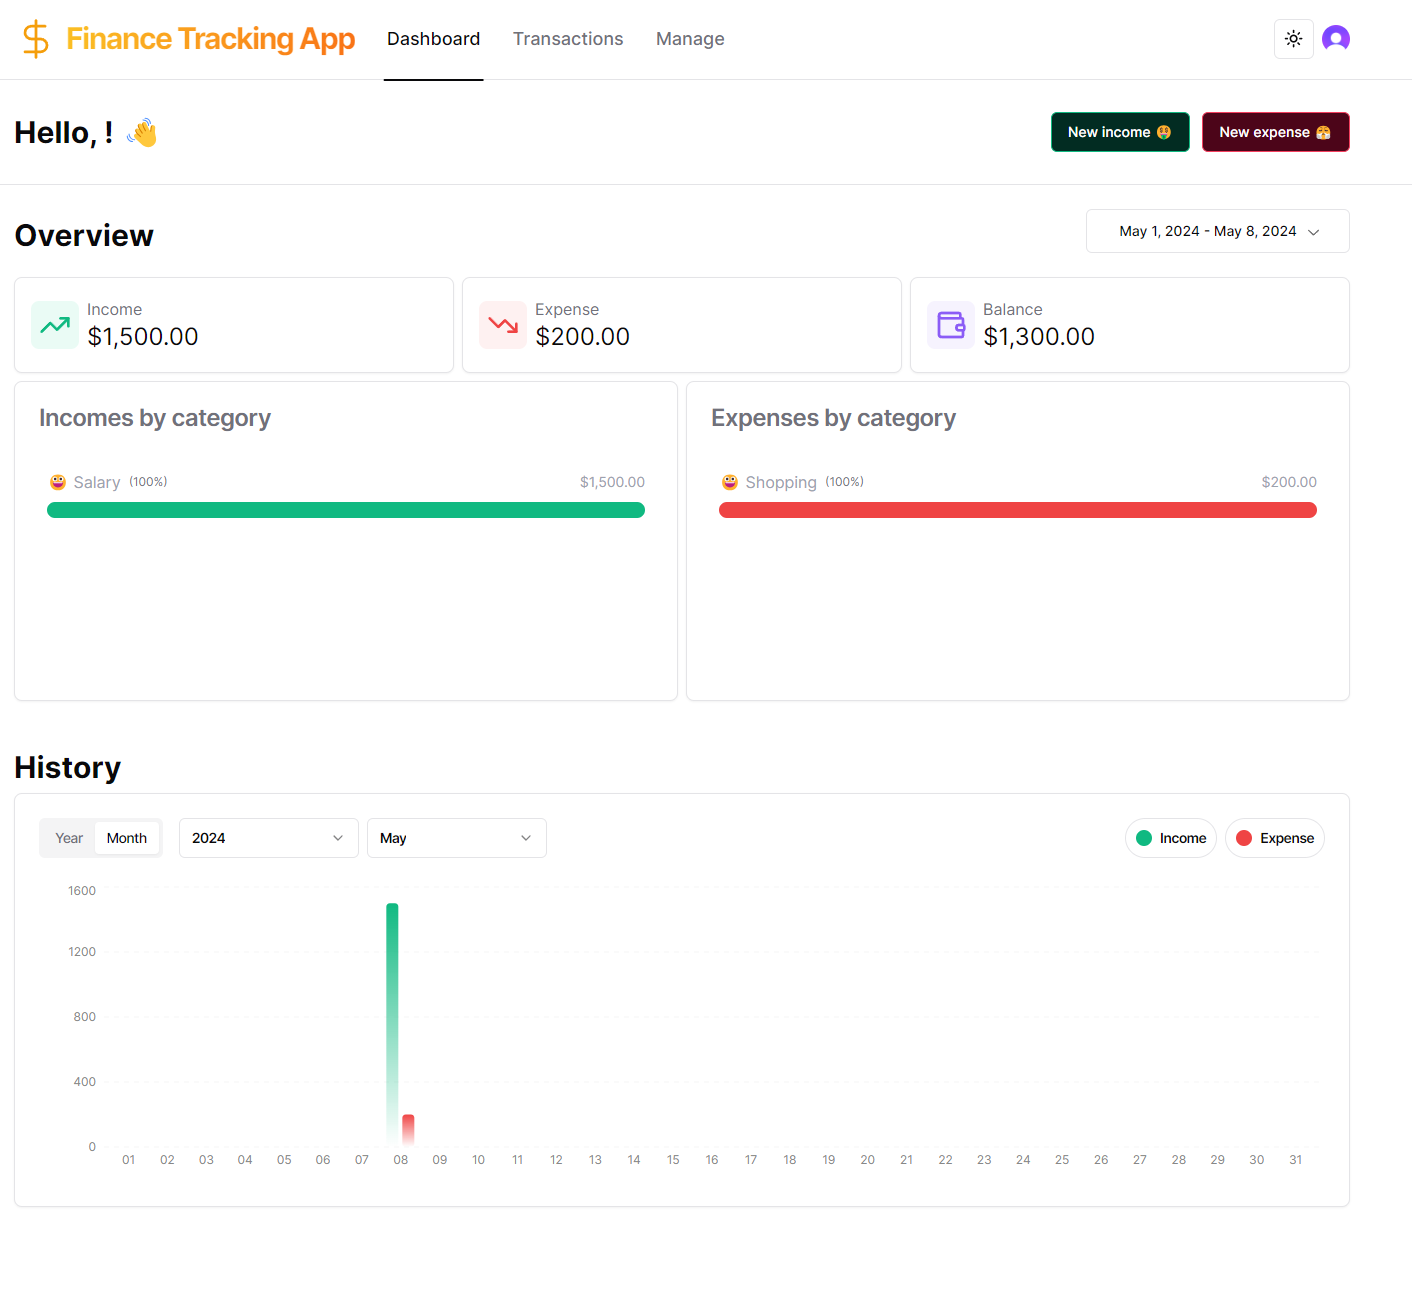 Finance Tracking App Dashboard Transactions Manage
Hello, ! 👋
New income 🤑 New expense 😤
Overview
May 1, 2024 - May 8, 2024
Income
$1,500.00
Expense
$200.00
Balance
$1,300.00
Incomes by category
Salary (100%) $1,500.00
Expenses by category
Shopping (100%) $200.00
History
Year Month 2024 May Income Expense
1600
1200
800
400
0
01 02 03 04 05 06 07 08 09 10 11 12 13 14 15 16 17 18 19 20 21 22 23 24 25 26 27 28 29 30 31